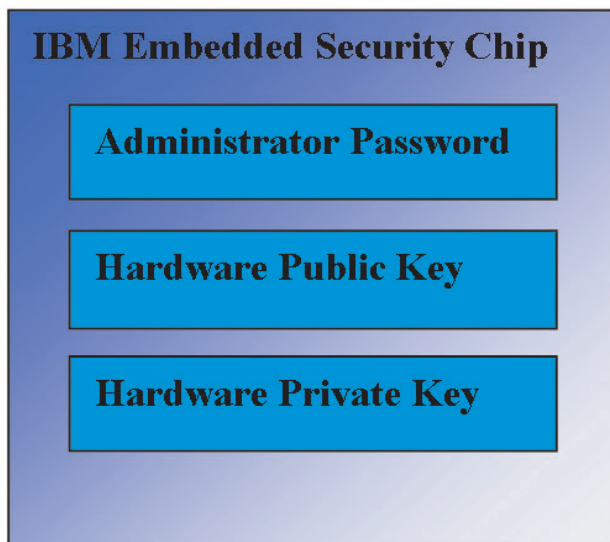 IBM Embedded Security Chip
Administrator Password
Hardware Public Key
Hardware Private Key